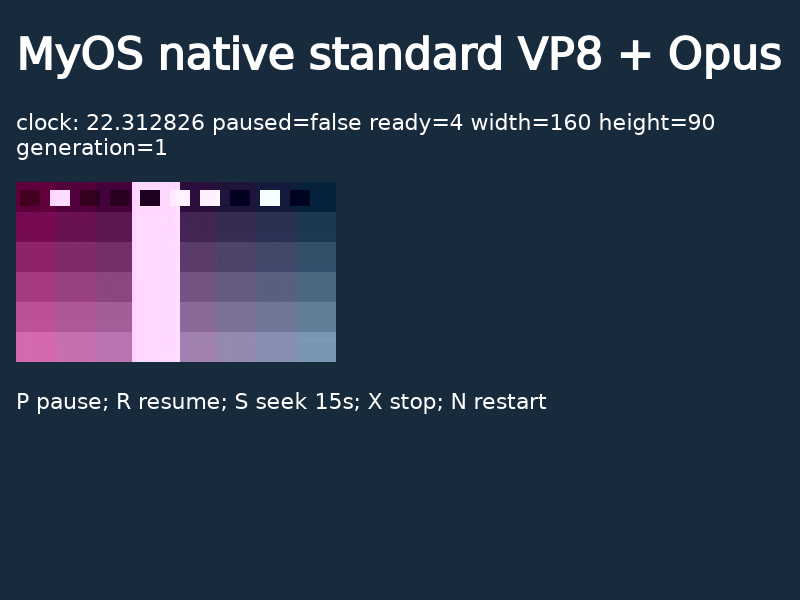 MyOS native standard VP8 + Opus
clock: 22.312826 paused=false ready=4 width=160 height=90
generation=1
P pause; R resume; S seek 15s; X stop; N restart